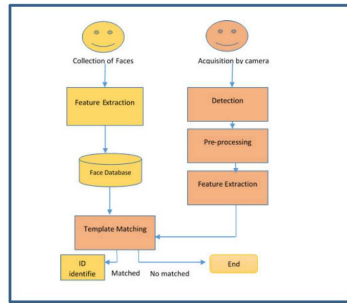 Collection of Faces
Acquisition by camera
Feature Extraction
Detection
Pre-processing
Face Database
Feature Extraction
Template Matching
ID
identifie
Matched
No matched
End